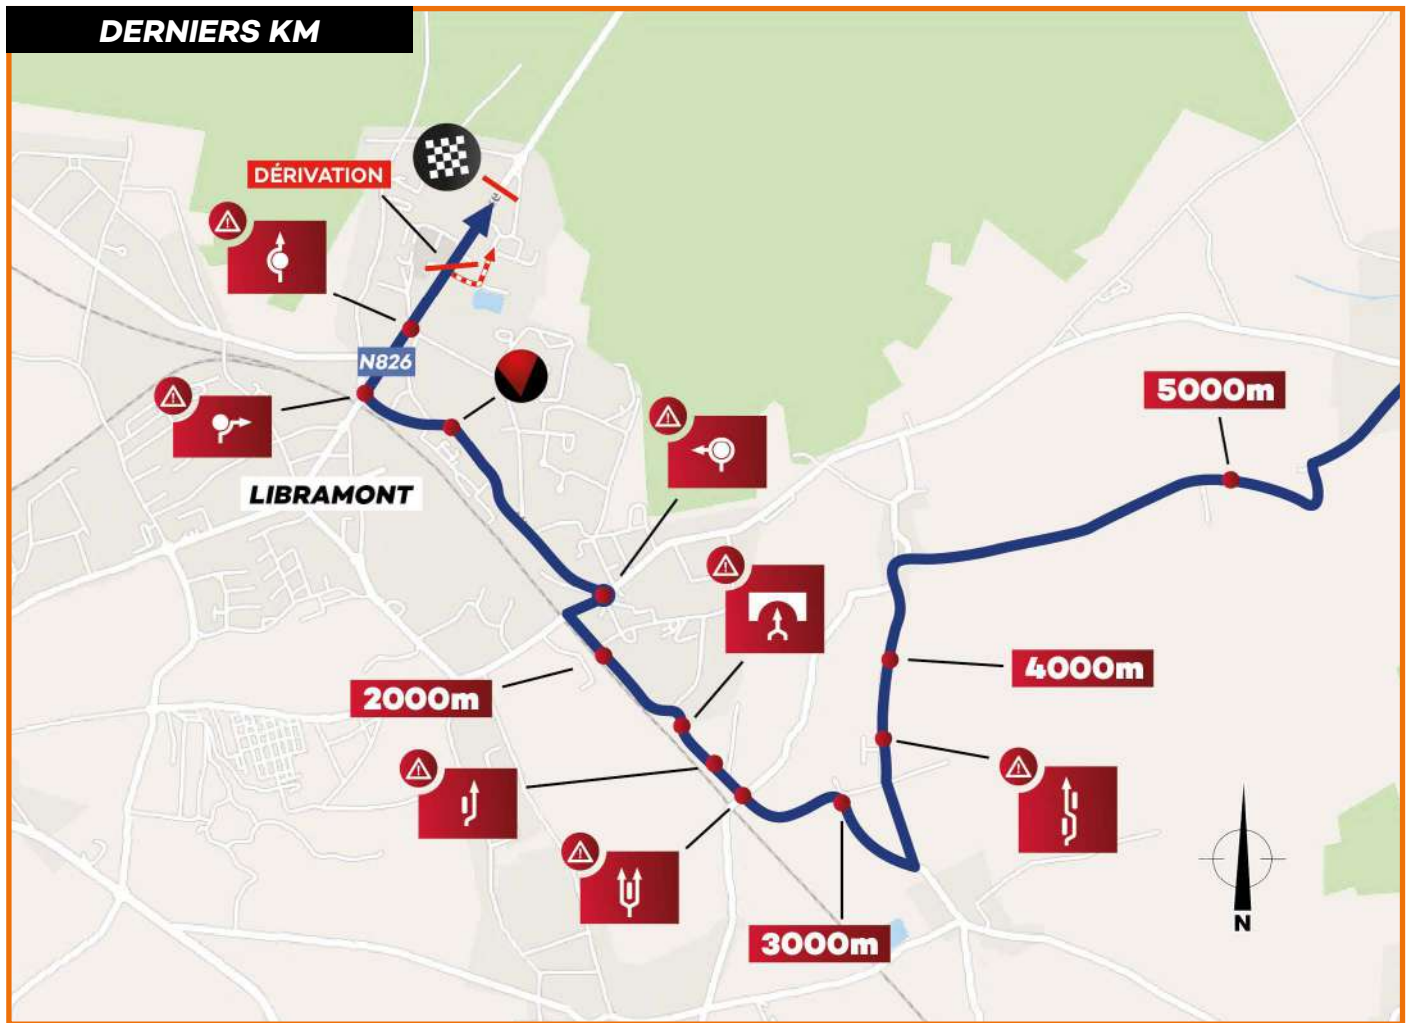 DERNIERS KM
DÉRIVATION
N826
5000m
LIBRAMONT
4000m
2000m
3000m
N